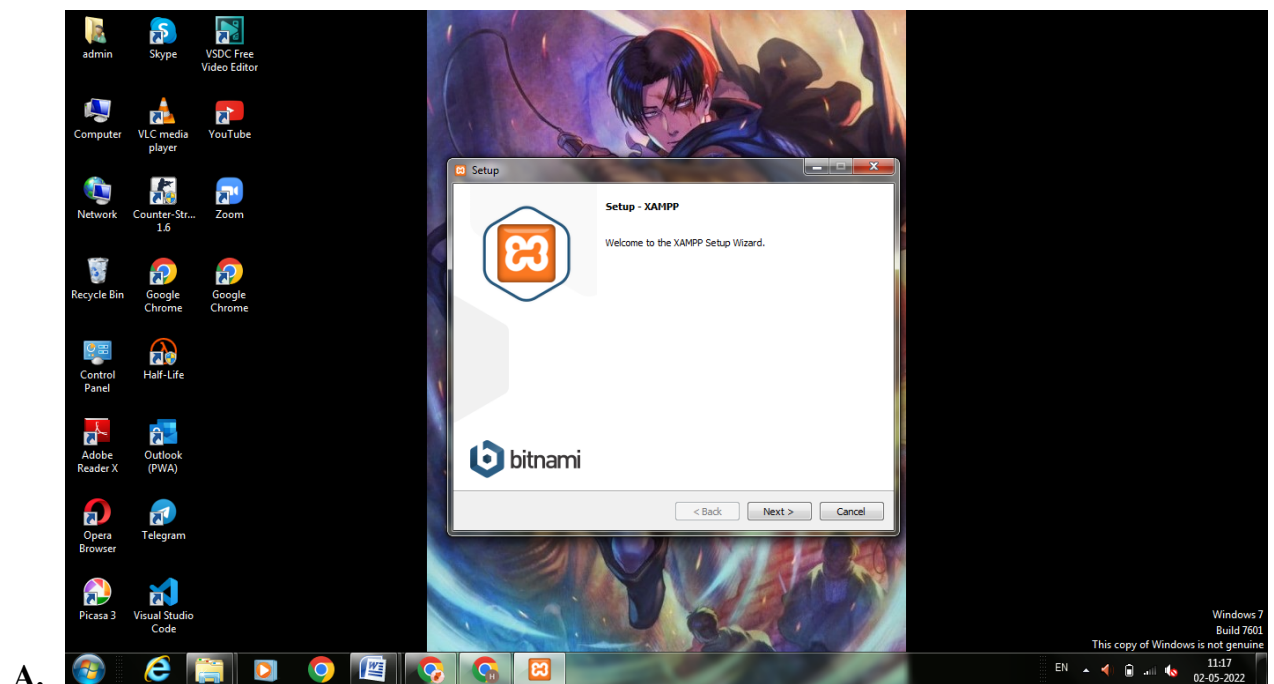 admin
Skype
VSDC Free
Video Editor
Computer
VLC media
player
YouTube
Network
Counter-Str...
1.6
Zoom
Recycle Bin
Google
Chrome
Google
Chrome
Control
Panel
Half-Life
Adobe
Reader X
Outlook
(PWA)
Opera
Browser
Telegram
Picasa 3
Visual Studio
Code
Setup
Setup - XAMPP
Welcome to the XAMPP Setup Wizard.
bitnami
< Back
Next >
Cancel
Windows 7
Build 7601
This copy of Windows is not genuine
A.
EN
11:17
02-05-2022